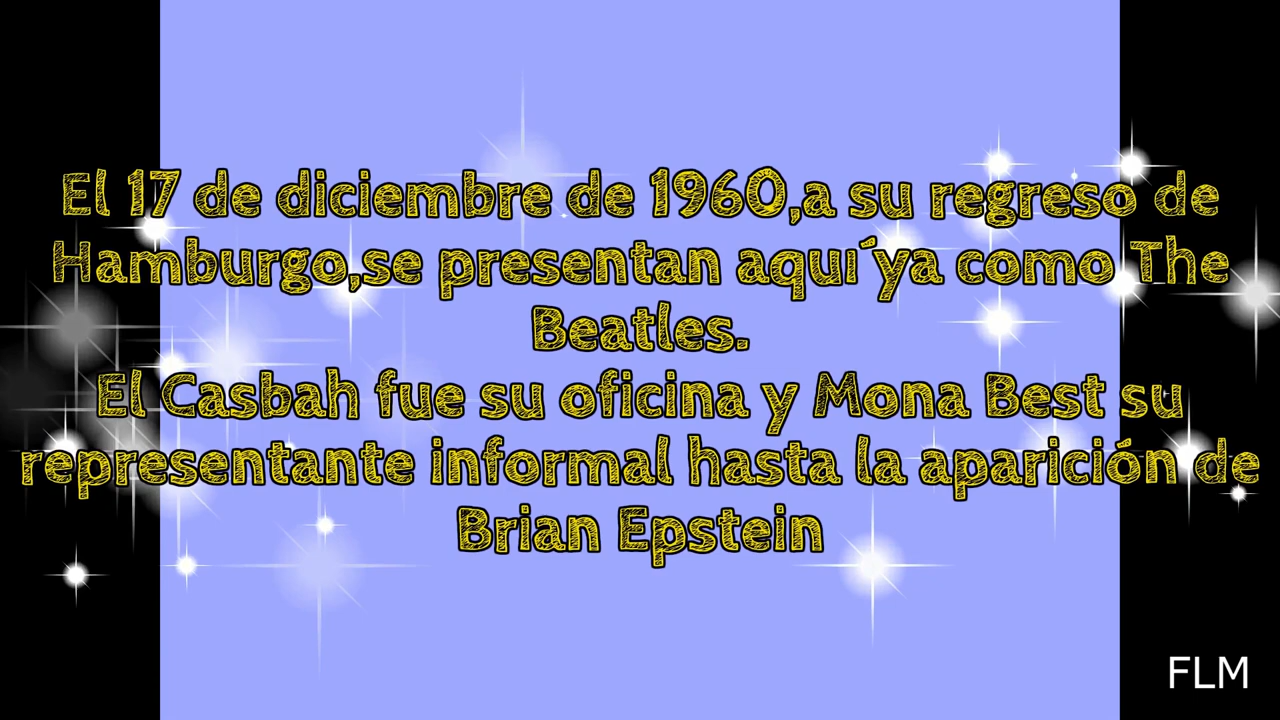 El 17 de diciembre de 1960,a su regreso de
Hamburgo,se presentan aquı´ya como The
Beatles.
El Casbah fue su oficina y Mona Best su
representante informal hasta la aparición de
Brian Epstein
FLM